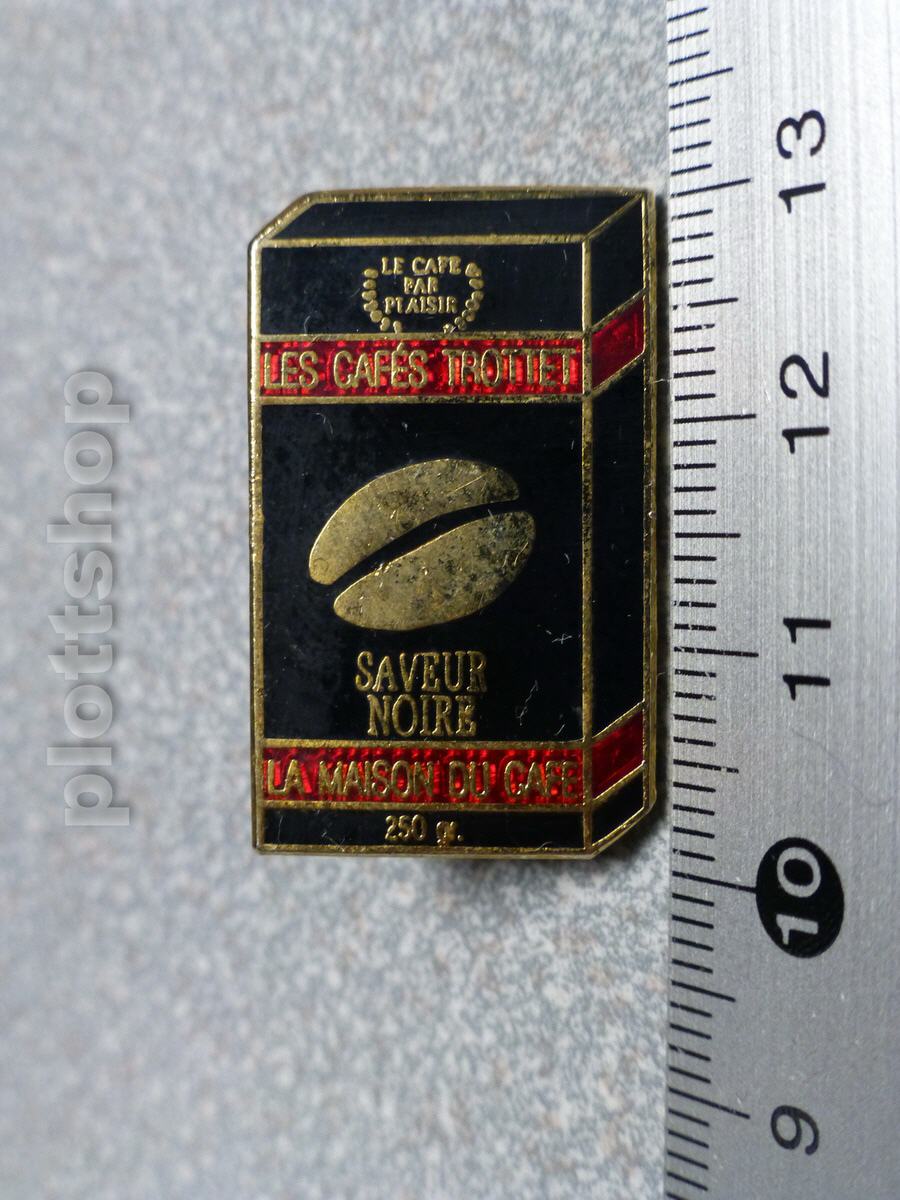 LE CAFE
PAR
PLAISIR
LES CAFÉS TROTTET
SAVEUR
NOIRE
LA MAISON DU CAFE
250 gr.
plottshop
13
12
11
10
9